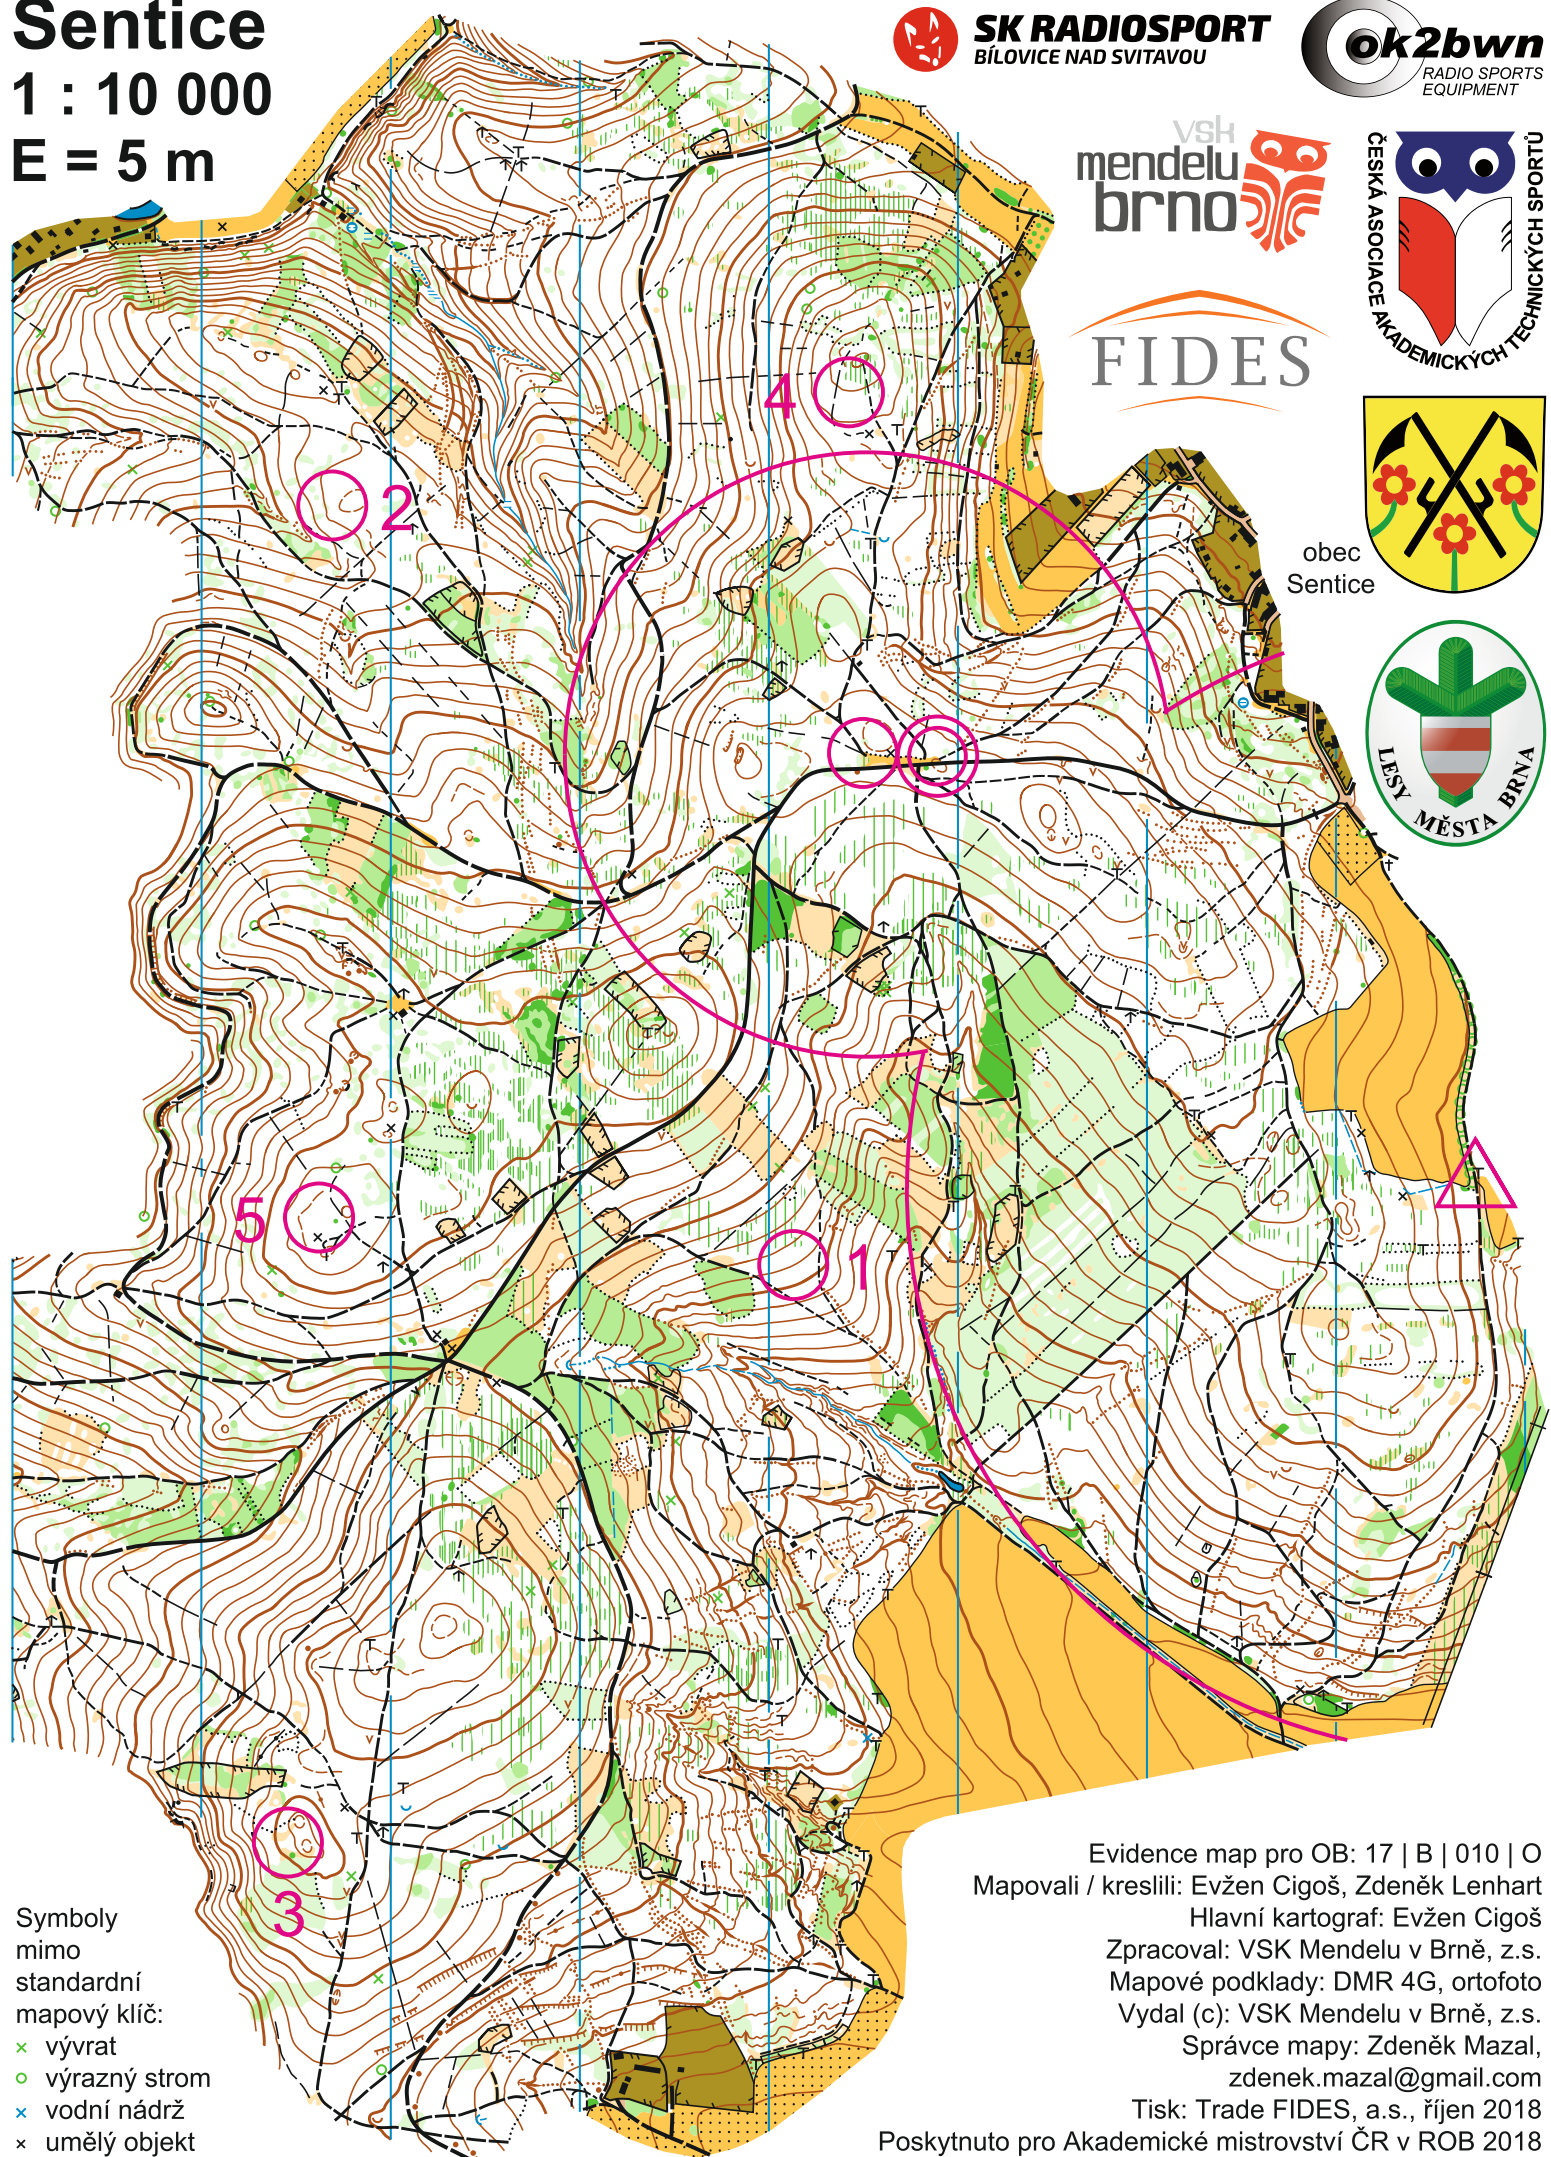 Sentice
1 : 10 000
E = 5 m
SK RADIOSPORT
BÍLOVICE NAD SVITAVOU
ok2bwn
RADIO SPORTS
EQUIPMENT
vsk
mendelu
brno
ČESKÁ ASOCIACE AKADEMICKÝCH TECHNICKÝCH SPORTŮ
FIDES
obec
Sentice
LESY MĚSTA BRNA
4
2
5
1
3
Symboly
mimo
standardní
mapový klíč:
× vývrat
o výrazný strom
× vodní nádrž
× umělý objekt
Evidence map pro OB: 17 | B | 010 | O
Mapovali / kreslili: Evžen Cigoš, Zdeněk Lenhart
Hlavní kartograf: Evžen Cigoš
Zpracoval: VSK Mendelu v Brně, z.s.
Mapové podklady: DMR 4G, ortofoto
Vydal (c): VSK Mendelu v Brně, z.s.
Správce mapy: Zdeněk Mazal,
zdenek.mazal@gmail.com
Tisk: Trade FIDES, a.s., říjen 2018
Poskytnuto pro Akademické mistrovství ČR v ROB 2018